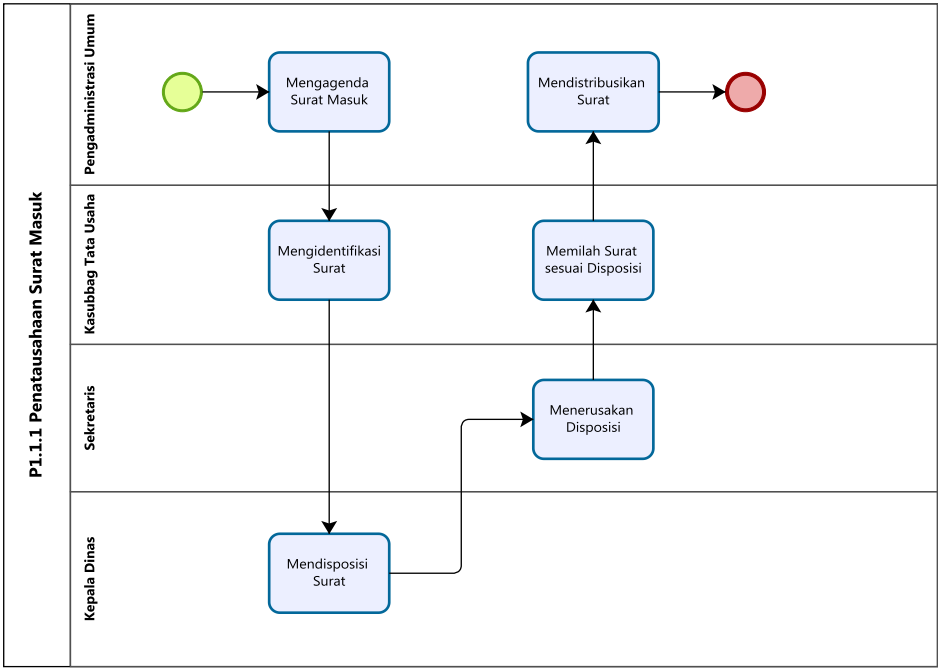 P1.1.1 Penatausahaan Surat Masuk
Pengadministrasi Umum
Mengagenda
Surat Masuk
Mendistribusikan
Surat
Kasubbag Tata Usaha
Mengidentifikasi
Surat
Memilah Surat
sesuai Disposisi
Sekretaris
Menerusakan
Disposisi
Kepala Dinas
Mendisposisi
Surat